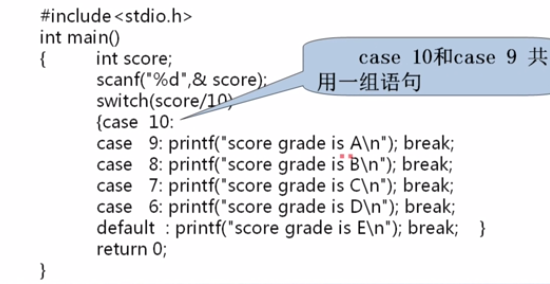 #include<stdio.h>
int main()
{ int score;
scanf("%d",& score);
switch(score/10)
{case 10:
case 9: printf("score grade is A\n"); break;
case 8: printf("score grade is B\n"); break;
case 7: printf("score grade is C\n"); break;
case 6: printf("score grade is D\n"); break;
default : printf("score grade is E\n"); break; }
return 0;
}
case 10和case 9 共
用一组语句